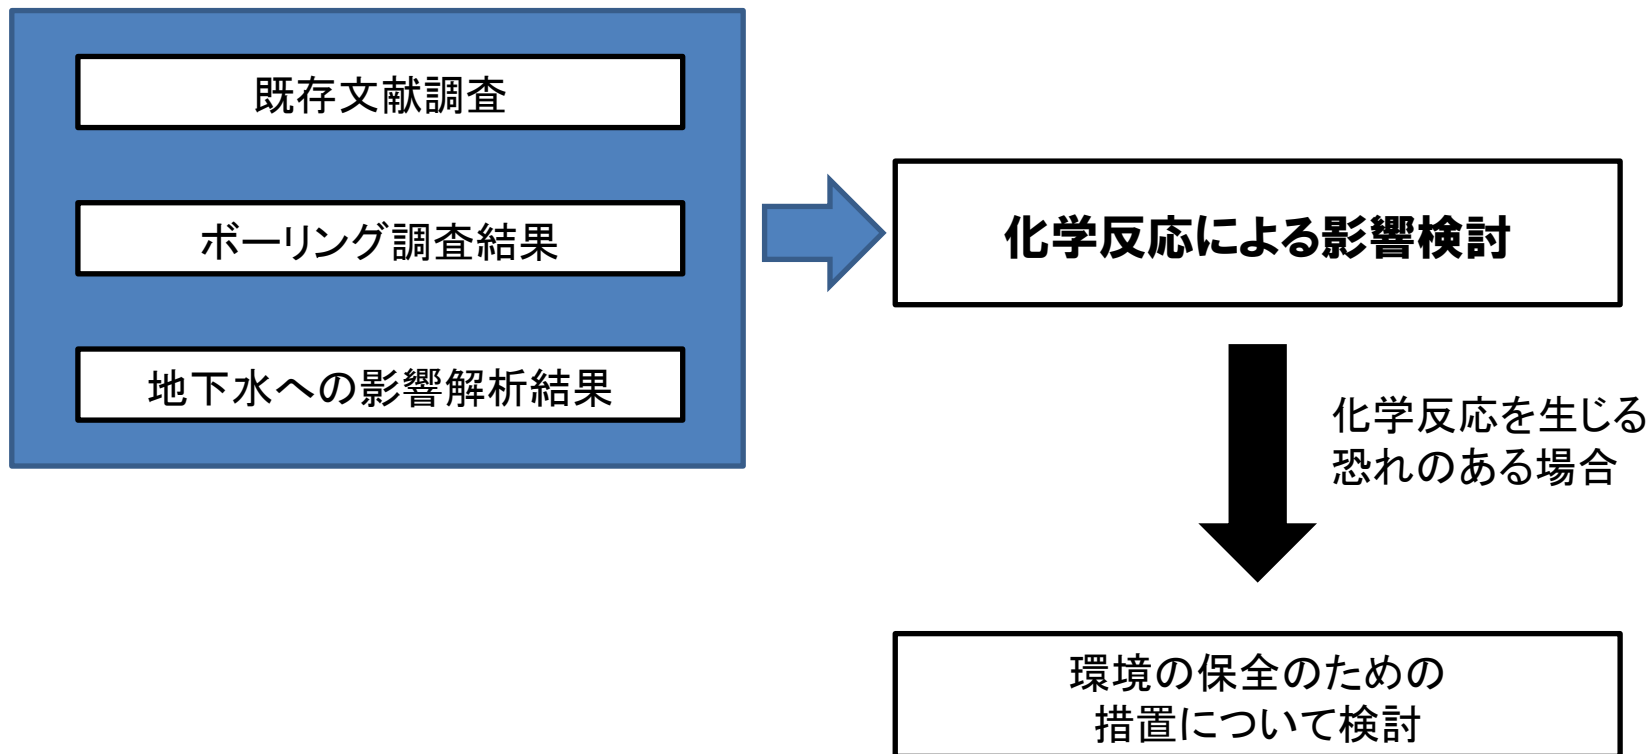 既存文献調査
ボーリング調査結果
地下水への影響解析結果
化学反応による影響検討
化学反応を生じる
恐れのある場合
環境の保全のための
措置について検討